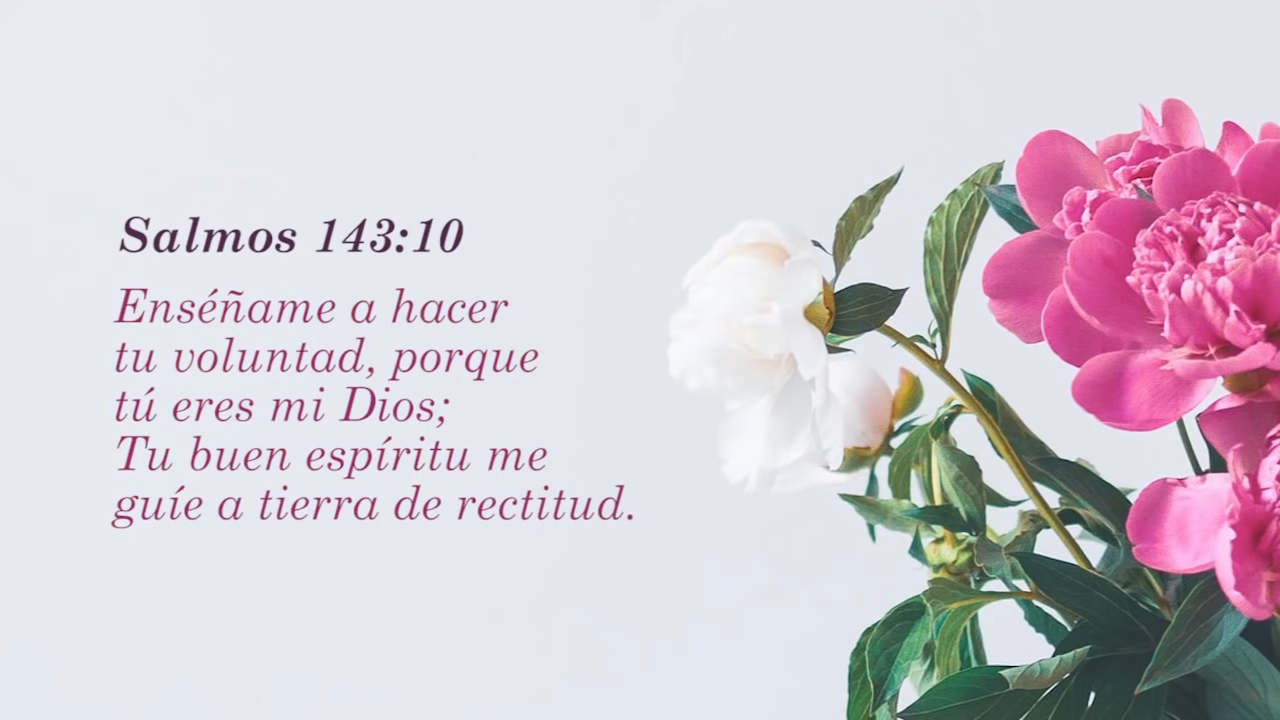 Salmos 143:10
Enséñame a hacer
tu voluntad, porque
tú eres mi Dios;
Tu buen espíritu me
guíe a tierra de rectitud.